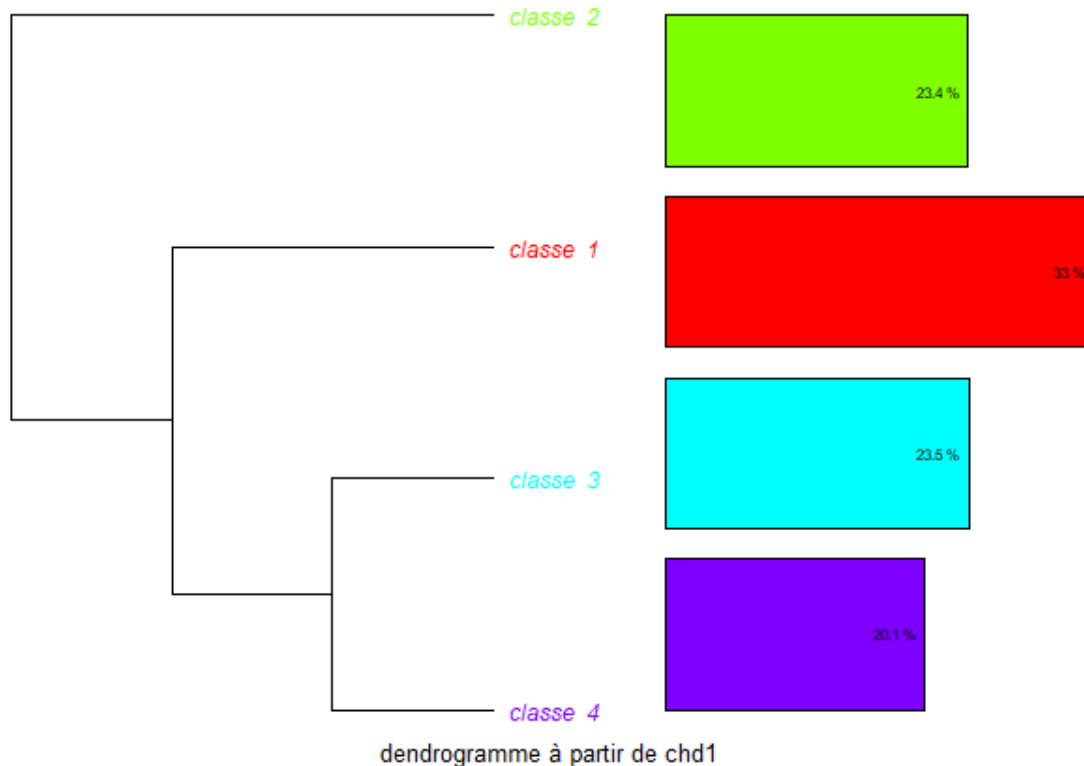 classe 2
23.4 %
classe 1
33 %
classe 3
23.5 %
20.1 %
classe 4
dendrogramme à partir de chd1